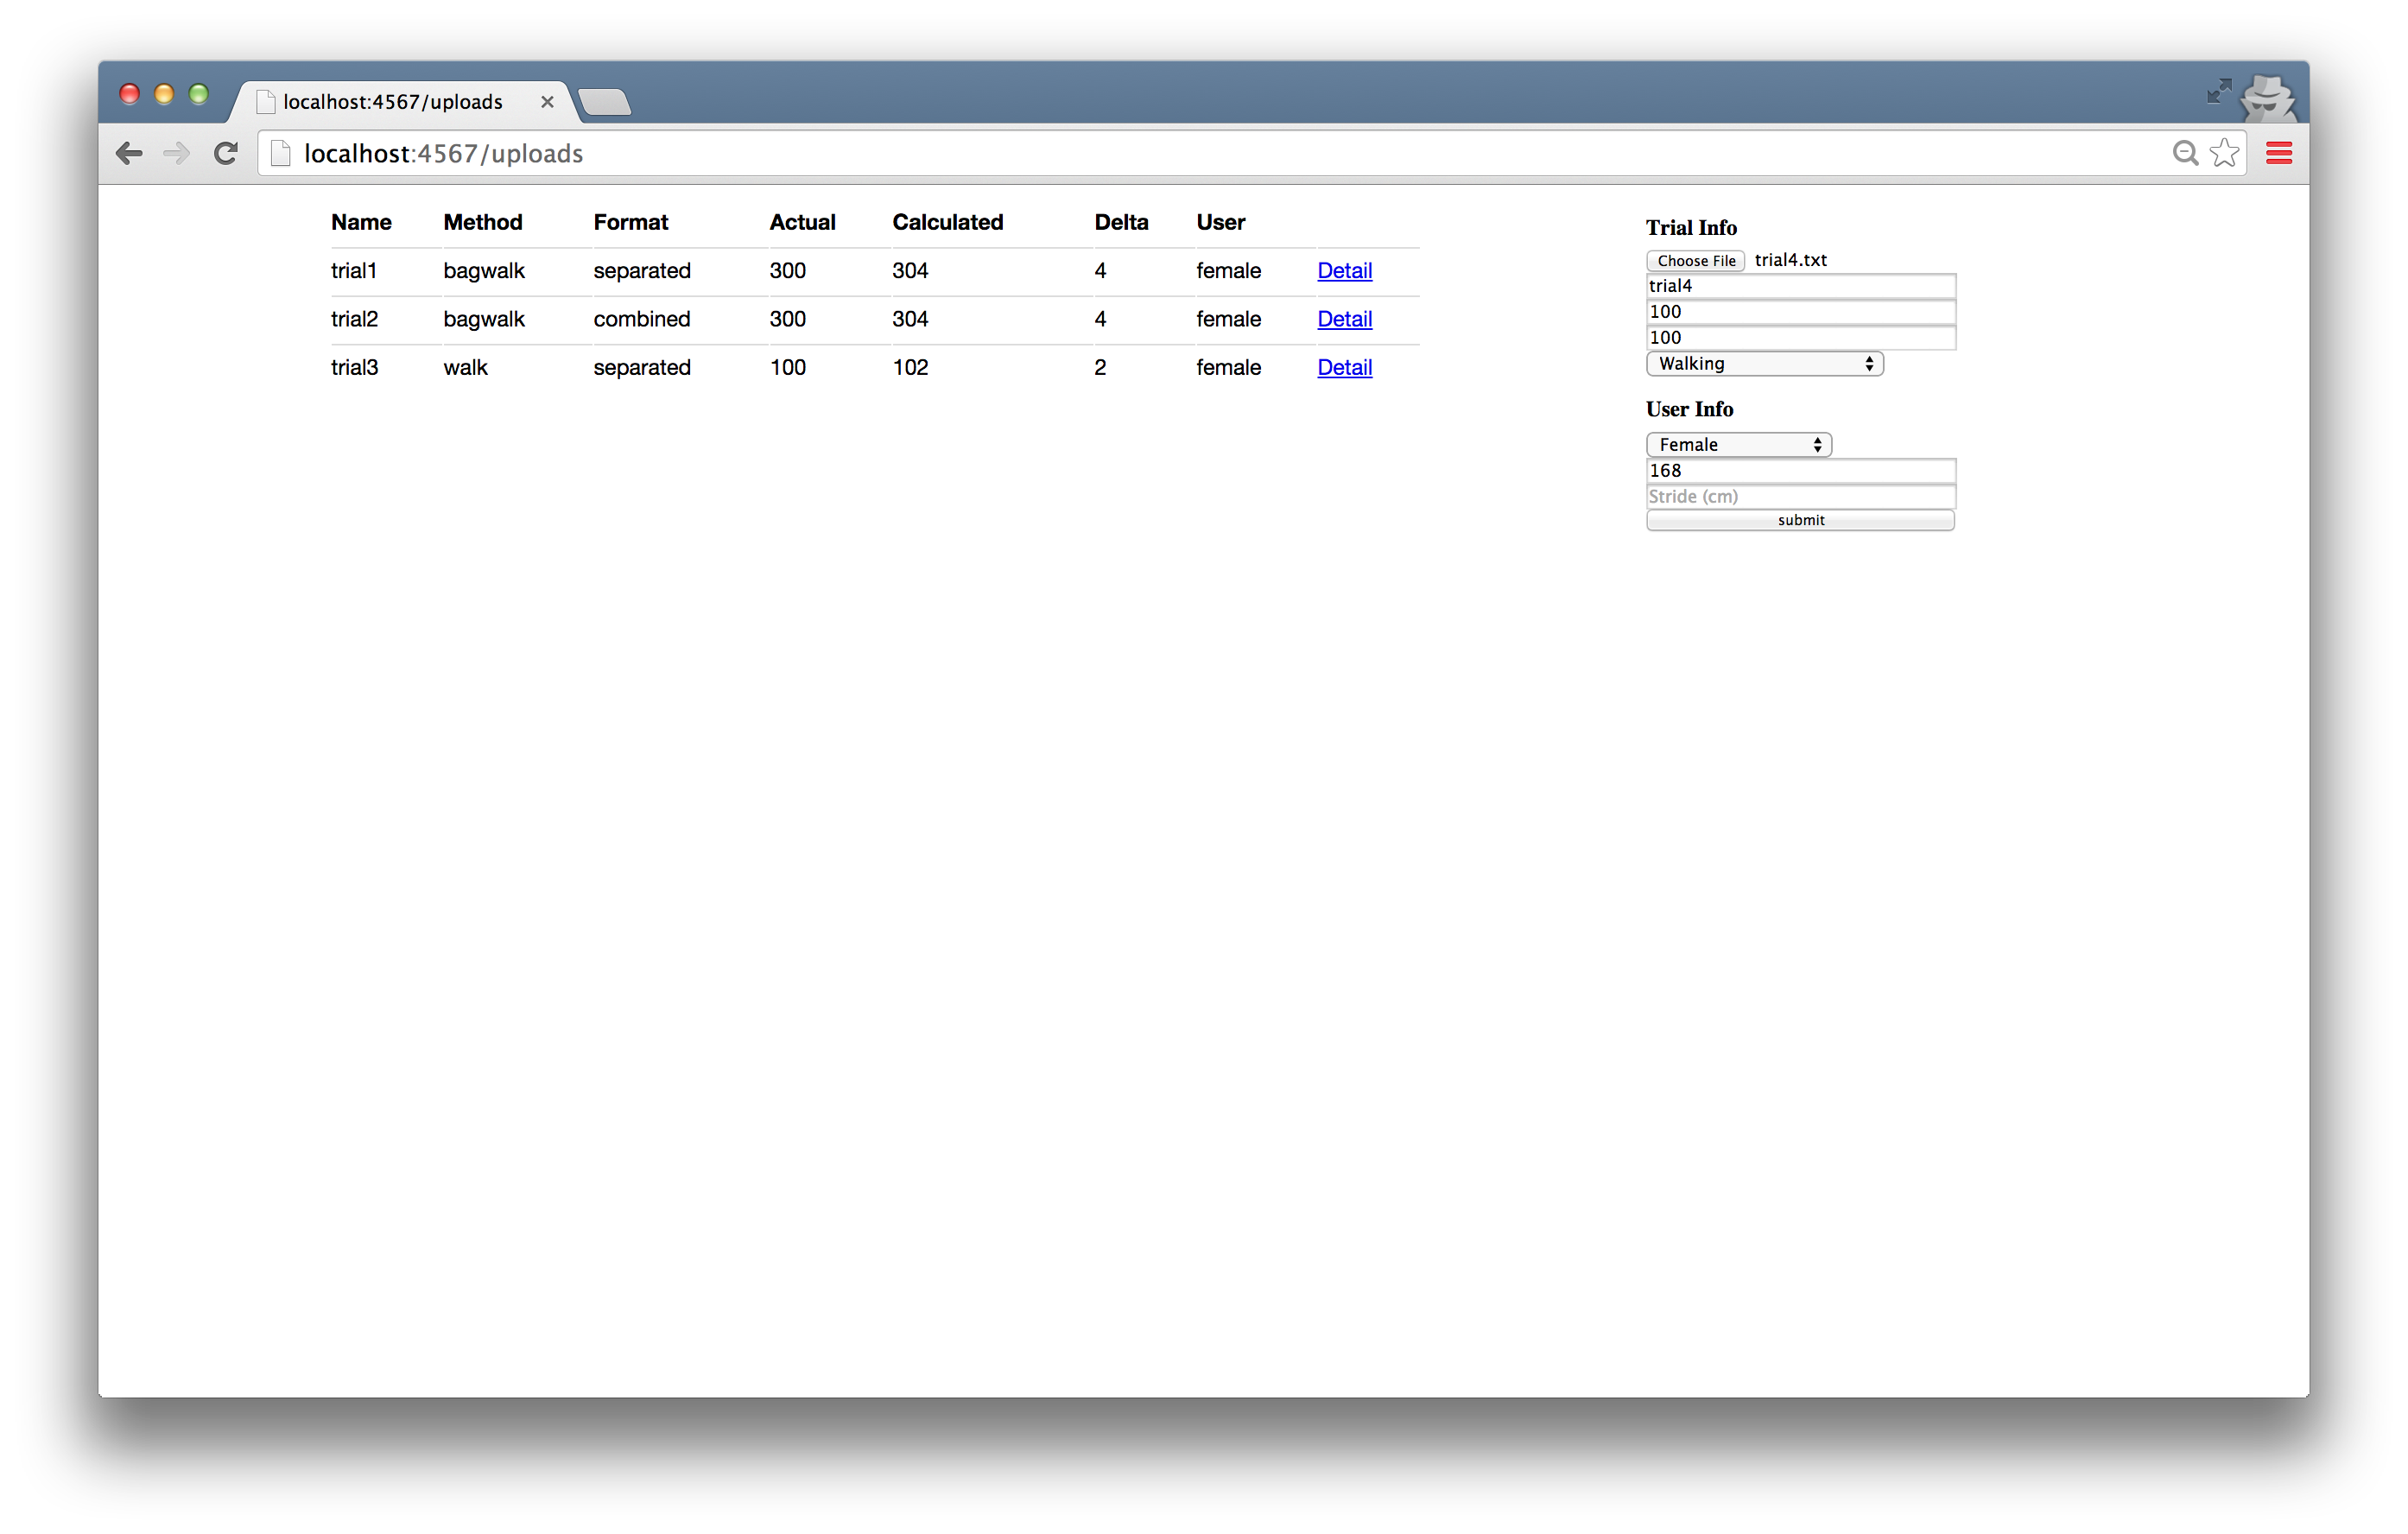 localhost:4567/uploads
localhost:4567/uploads
Name Method Format Actual Calculated Delta User
trial1 bagwalk separated 300 304 4 female Detail
trial2 bagwalk combined 300 304 4 female Detail
trial3 walk separated 100 102 2 female Detail
Trial Info
Choose File trial4.txt
trial4
100
100
Walking
User Info
Female
168
Stride (cm)
submit